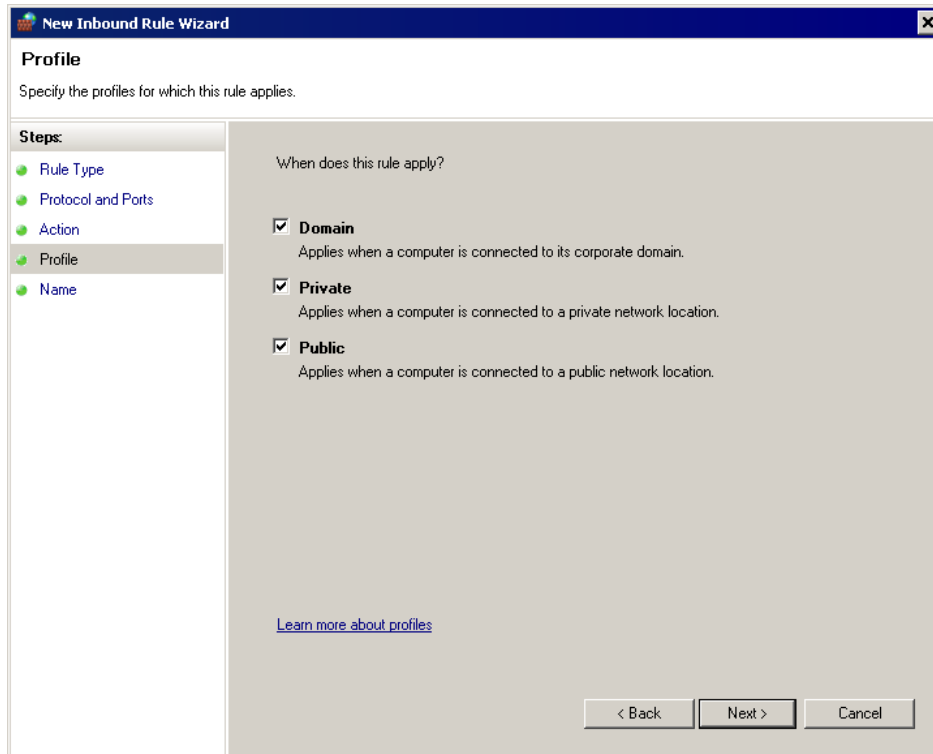 New Inbound Rule Wizard
Profile
Specify the profiles for which this rule applies.
Steps:
Rule Type
Protocol and Ports
Action
Profile
Name
When does this rule apply?
Domain
Applies when a computer is connected to its corporate domain.
Private
Applies when a computer is connected to a private network location.
Public
Applies when a computer is connected to a public network location.
Learn more about profiles
< Back
Next >
Cancel